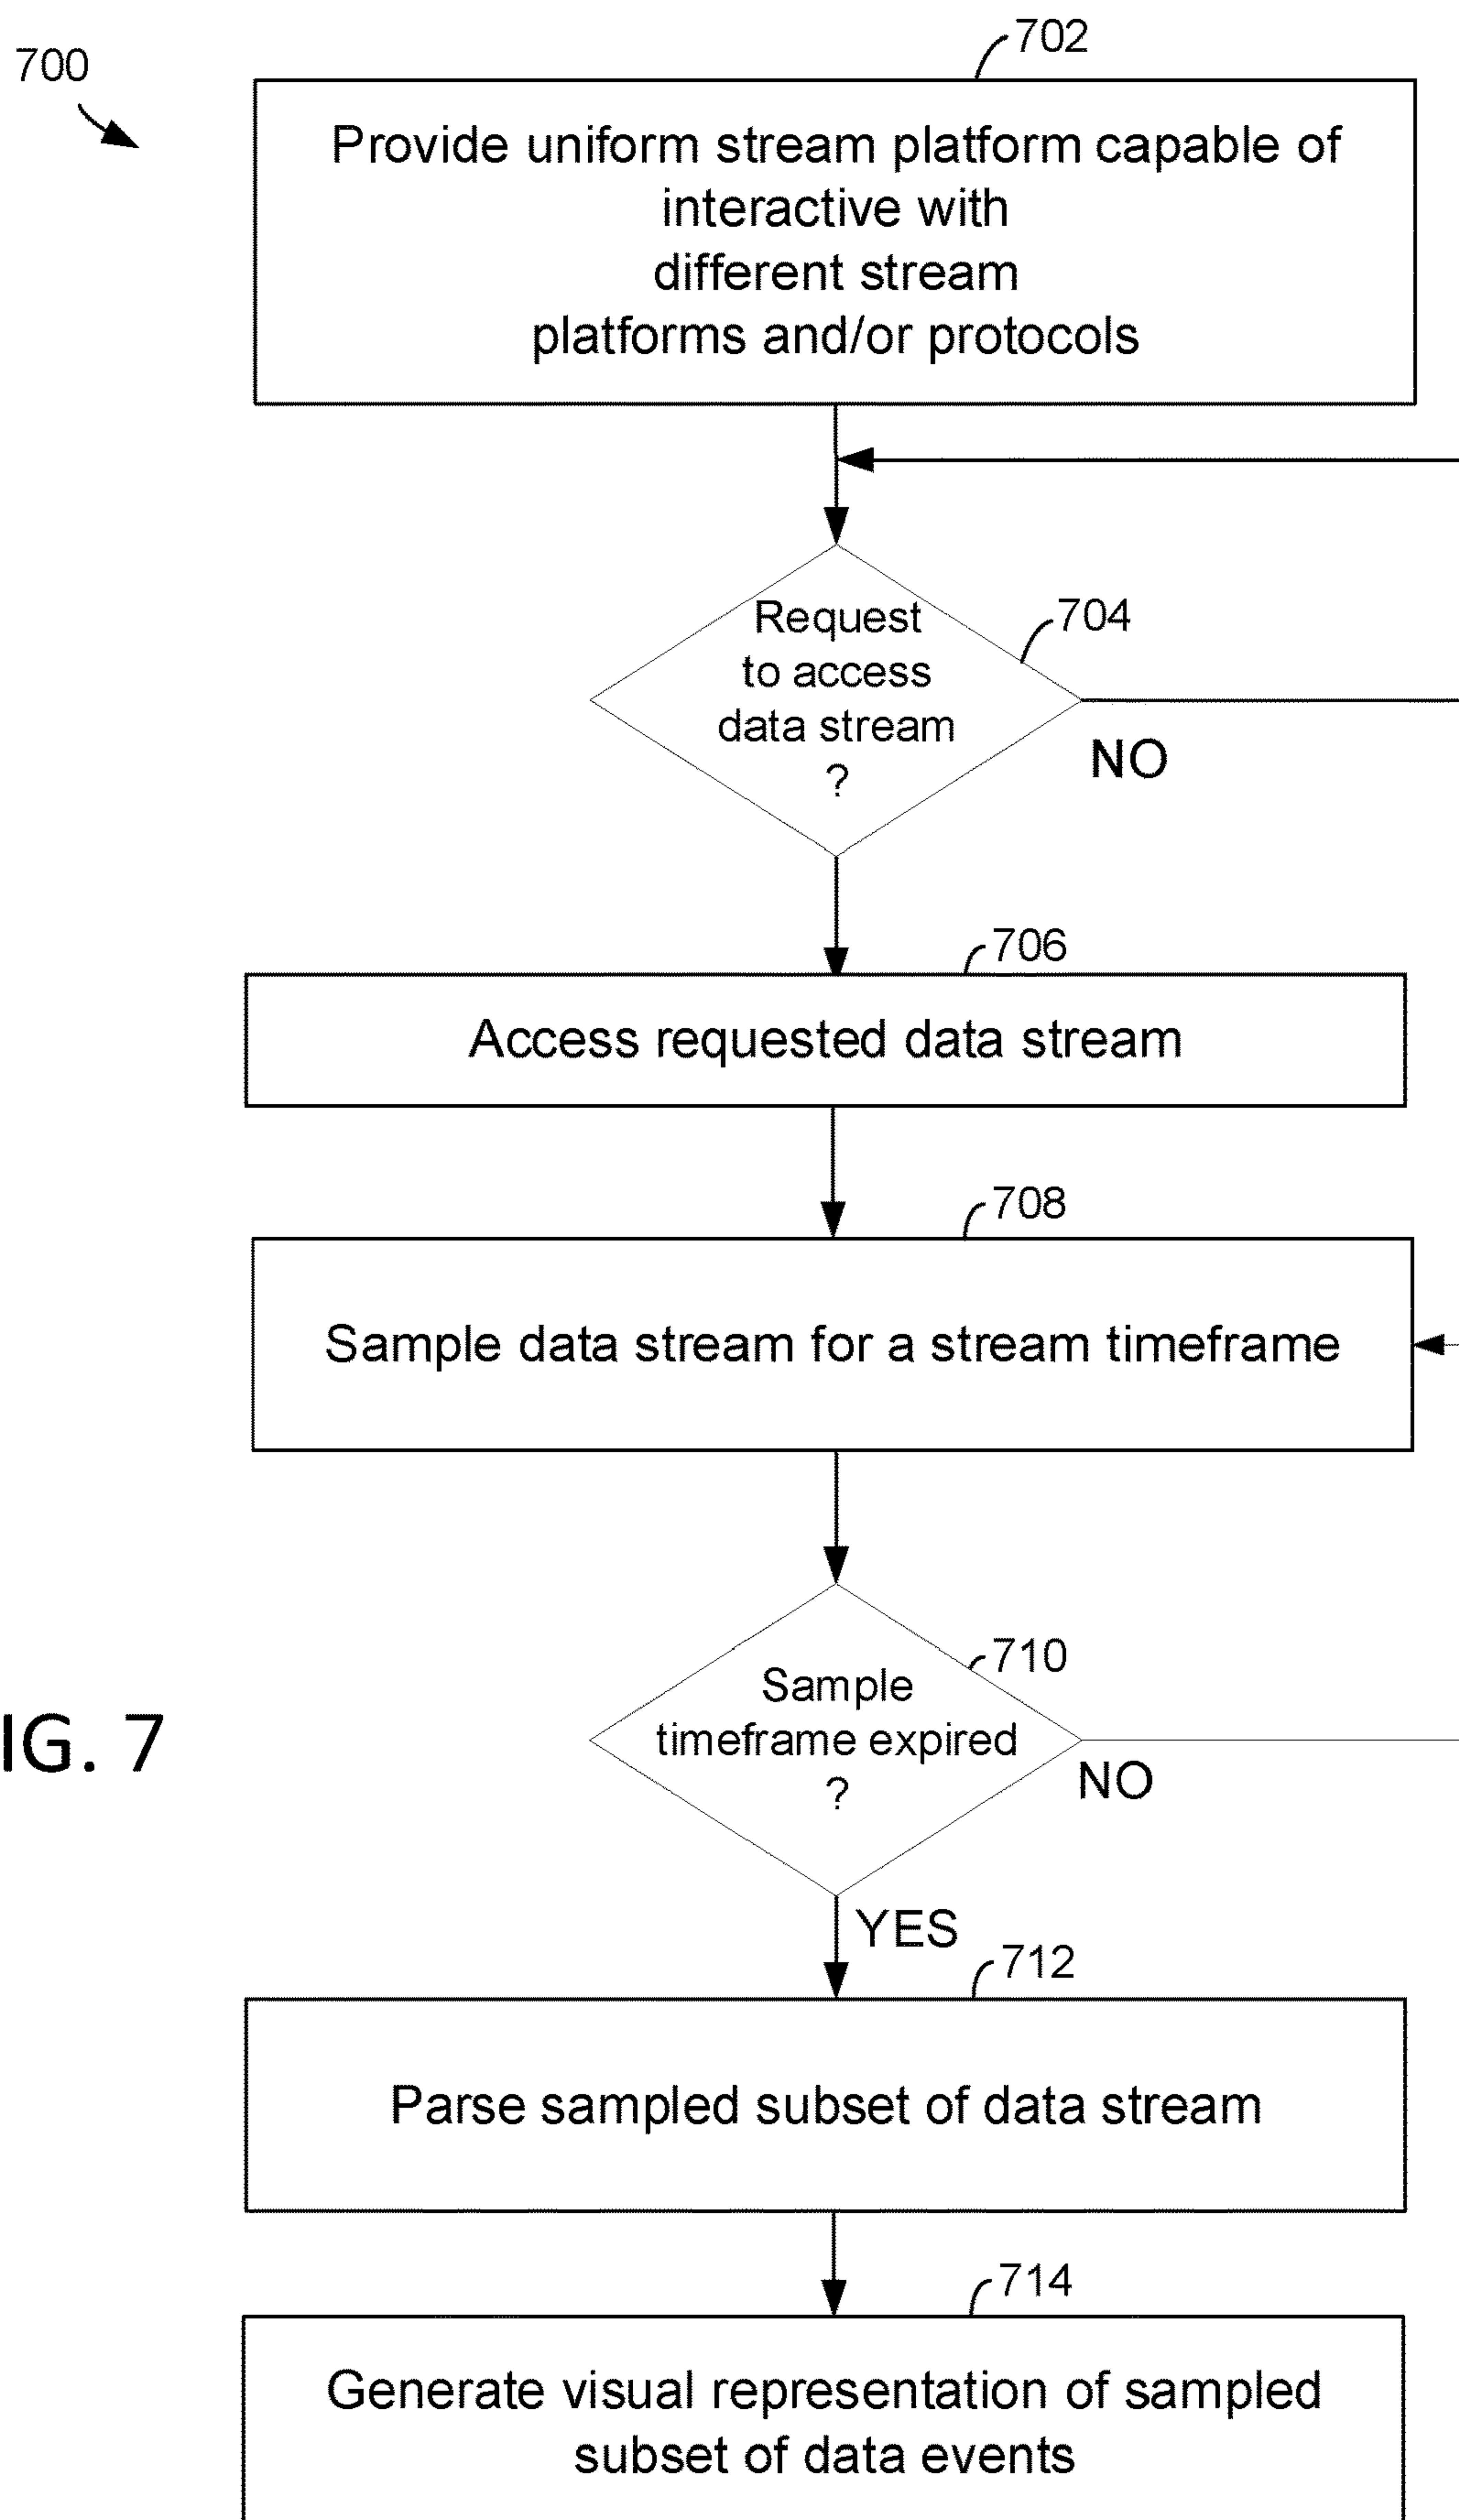 700
702
Provide uniform stream platform capable of
interactive with
different stream
platforms and/or protocols
704
Request
to access
data stream
?
NO
706
Access requested data stream
708
Sample data stream for a stream timeframe
710
Sample
timeframe expired
?
NO
IG. 7
YES
712
Parse sampled subset of data stream
714
Generate visual representation of sampled
subset of data events